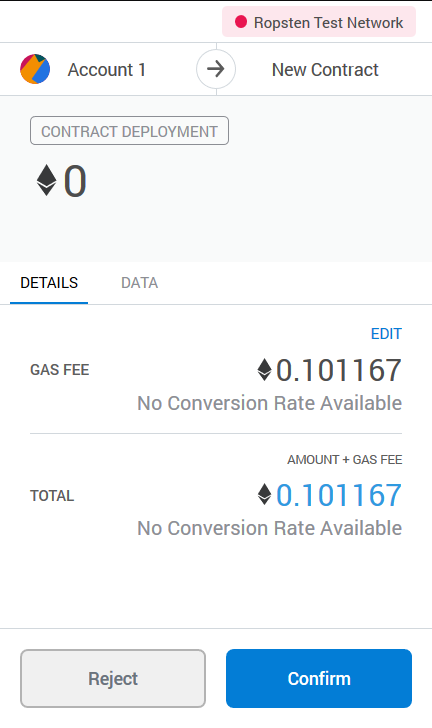 Ropsten Test Network
Account 1
New Contract
CONTRACT DEPLOYMENT
0
DETAILS
DATA
EDIT
GAS FEE
0.101167
No Conversion Rate Available
AMOUNT + GAS FEE
TOTAL
0.101167
No Conversion Rate Available
Reject
Confirm